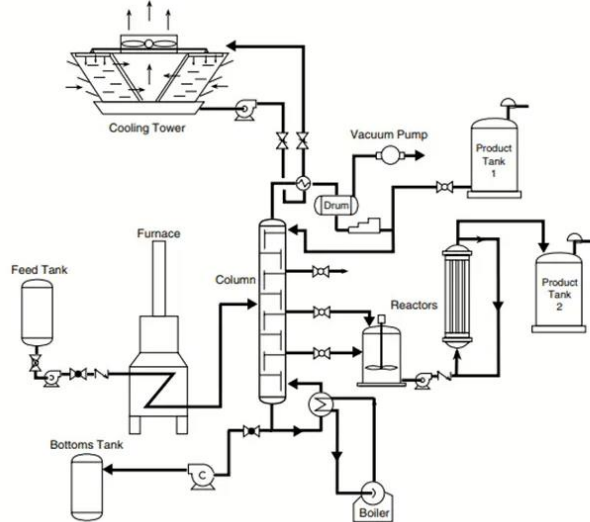 Cooling Tower
Vacuum Pump
Product
Tank
1
Drum
Furnace
Feed Tank
Column
Reactors
Product
Tank
2
Bottoms Tank
C
Boiler